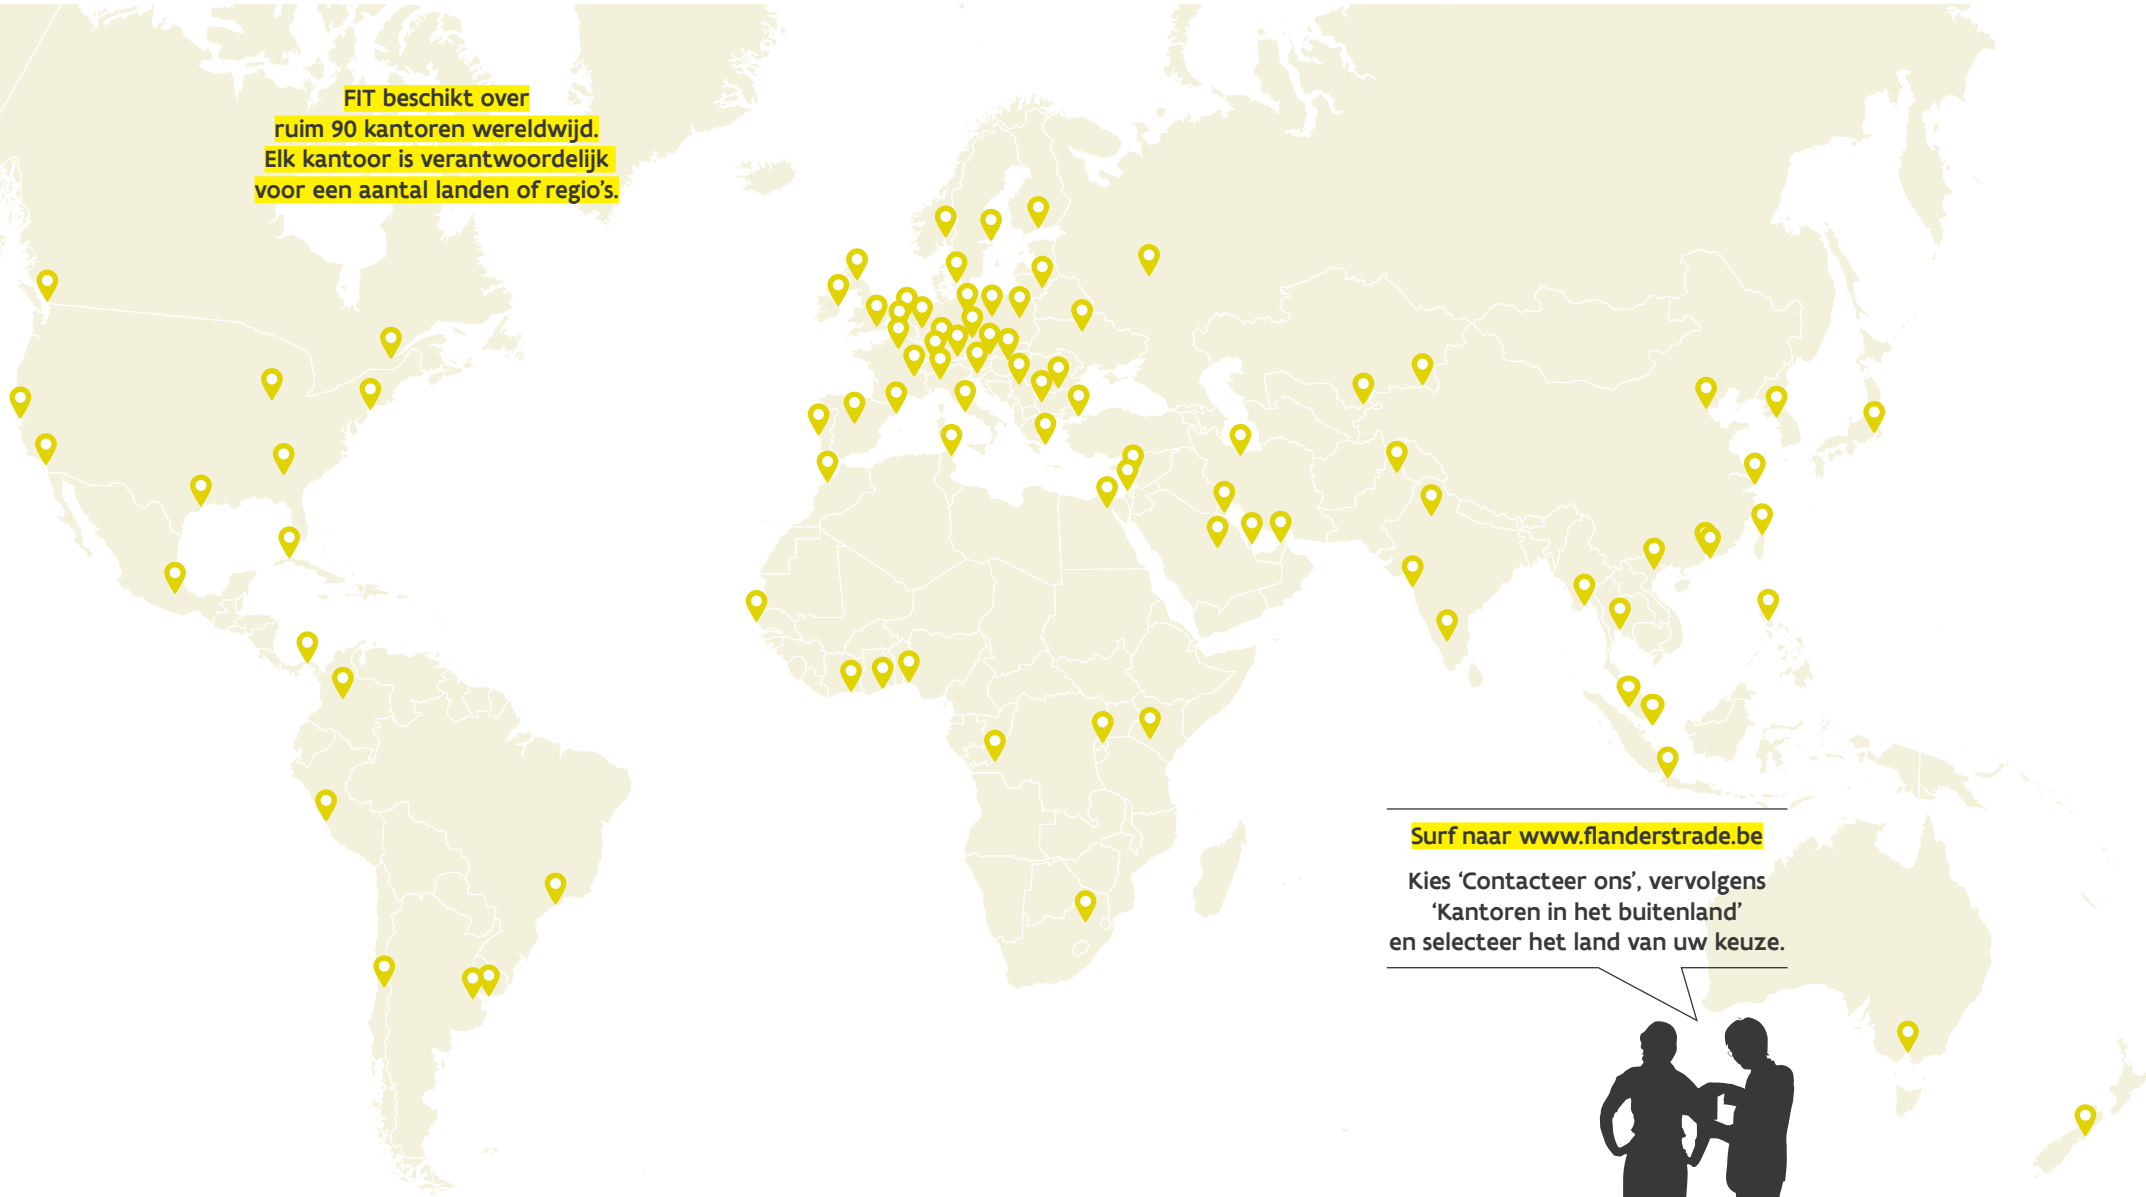 FIT beschikt over
ruim 90 kantoren wereldwijd.
Elk kantoor is verantwoordelijk
voor een aantal landen of regio’s.
Surf naar www.flanderstrade.be
Kies ‘Contacteer ons’, vervolgens
‘Kantoren in het buitenland’
en selecteer het land van uw keuze.